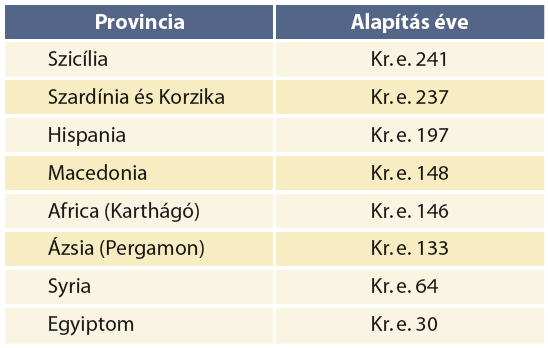 Provincia Alapítás éve
Szicília Kr. e. 241
Szardínia és Korzika Kr. e. 237
Hispania Kr. e. 197
Macedonia Kr. e. 148
Africa (Karthágó) Kr. e. 146
Ázsia (Pergamon) Kr. e. 133
Syria Kr. e. 64
Egyiptom Kr. e. 30